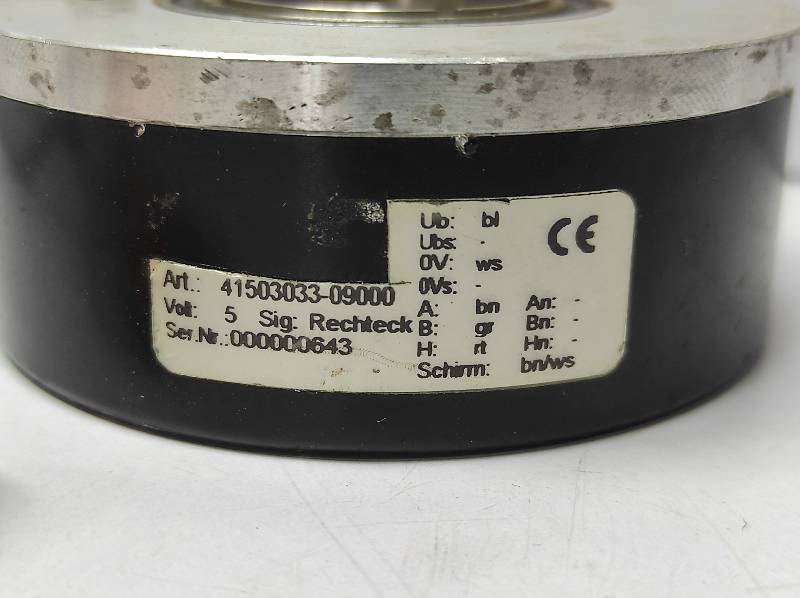 Art.: 41503033-09000
Volt: 5 Sig: Rechteck
Ser.Nr.:000000643
Ub: bl
Ubs: -
0V: ws
0Vs: -
A: bn An: -
B: gr Bn: -
H: rt Hn: -
Schirm: bn/ws
CE